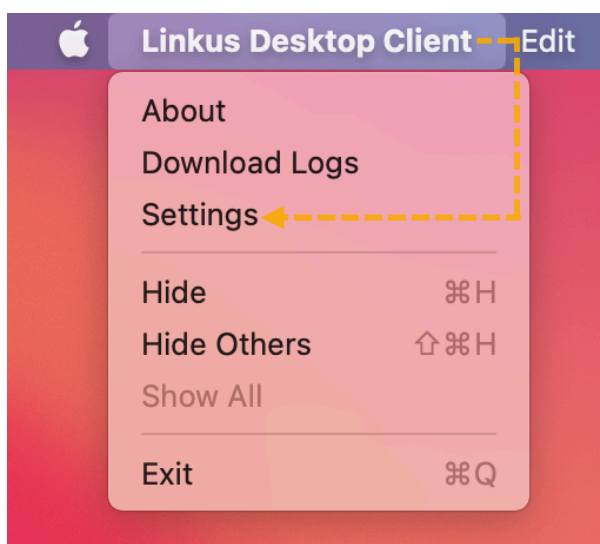 Linkus Desktop Client Edit
About
Download Logs
Settings
Hide ⌘H
Hide Others ⇧⌘H
Show All
Exit ⌘Q